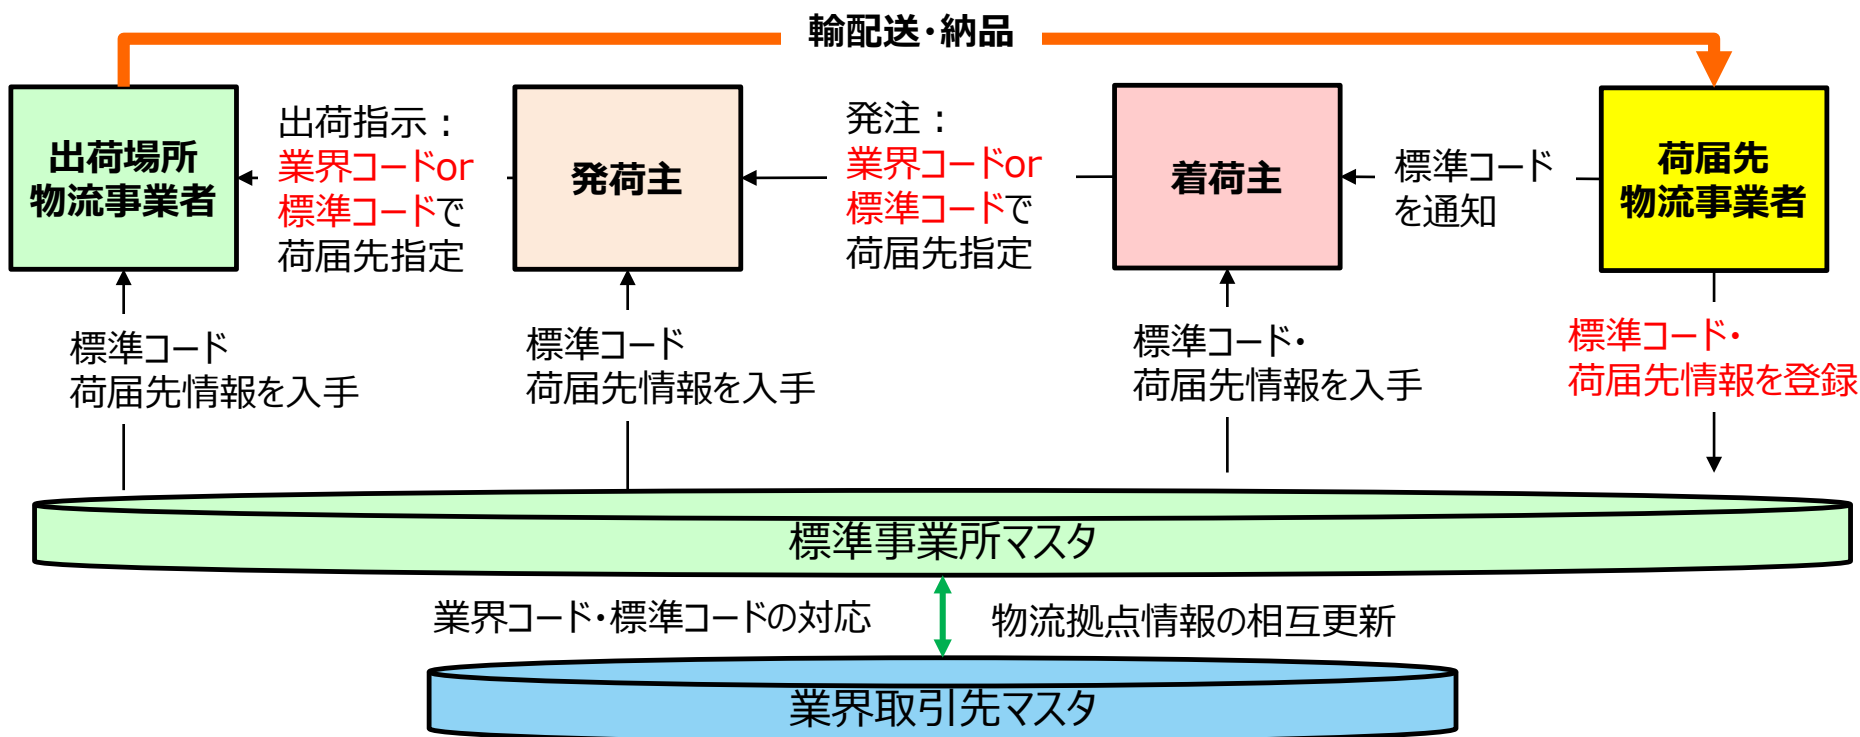 輸配送・納品
出荷場所
物流事業者
出荷指示：
業界コードor
標準コードで
荷届先指定
発荷主
発注：
業界コードor
標準コードで
荷届先指定
着荷主
標準コード
を通知
荷届先
物流事業者
標準コード
荷届先情報を入手
標準コード
荷届先情報を入手
標準コード・
荷届先情報を入手
標準コード・
荷届先情報を登録
標準事業所マスタ
業界コード・標準コードの対応
物流拠点情報の相互更新
業界取引先マスタ